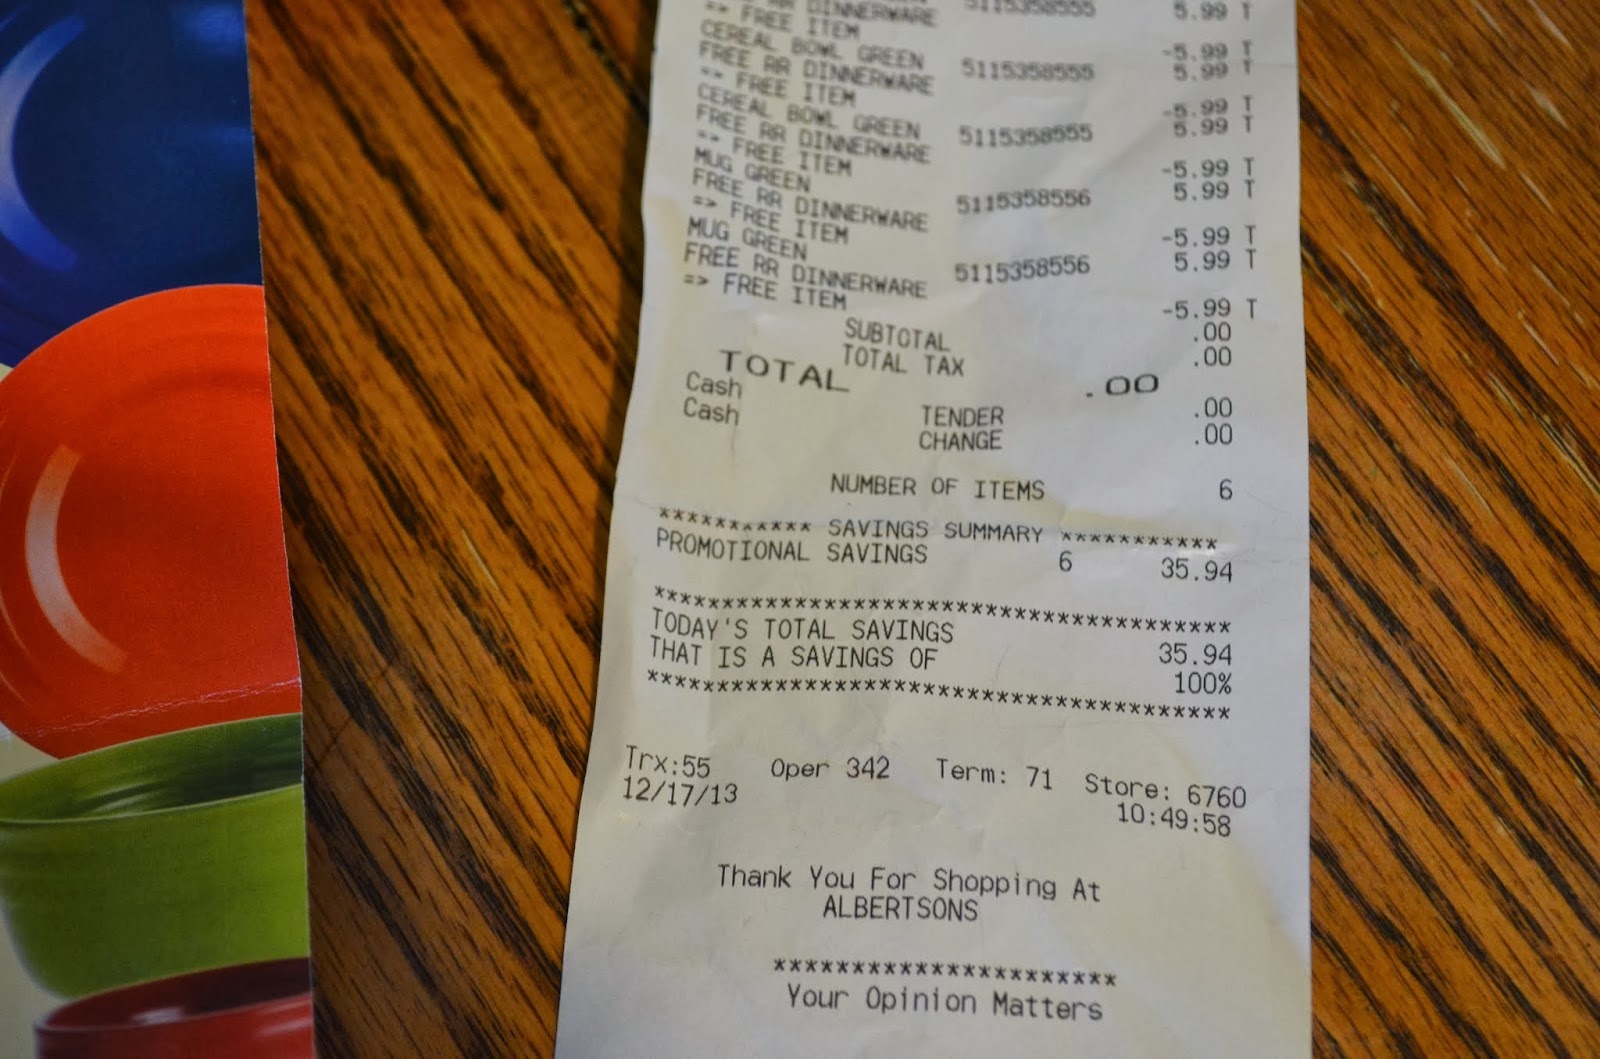 RR DINNERWARE 5115358555 5.99 T
=> FREE ITEM -5.99 T
CEREAL BOWL GREEN 5115358555 5.99 T
FREE RR DINNERWARE
=> FREE ITEM -5.99 T
CEREAL BOWL GREEN 5115358555 5.99 T
FREE RR DINNERWARE
=> FREE ITEM -5.99 T
MUG GREEN 5115358556 5.99 T
FREE RR DINNERWARE
=> FREE ITEM -5.99 T
MUG GREEN 5115358556 5.99 T
FREE RR DINNERWARE
=> FREE ITEM -5.99 T
SUBTOTAL .00
TOTAL TAX .00
TOTAL .00
Cash TENDER .00
Cash CHANGE .00
NUMBER OF ITEMS 6
*********** SAVINGS SUMMARY ***********
PROMOTIONAL SAVINGS 6 35.94
****************************************
TODAY'S TOTAL SAVINGS 35.94
THAT IS A SAVINGS OF 100%
****************************************
Trx:55 Oper 342 Term: 71 Store: 6760
12/17/13 10:49:58
Thank You For Shopping At
ALBERTSONS
**********************
Your Opinion Matters